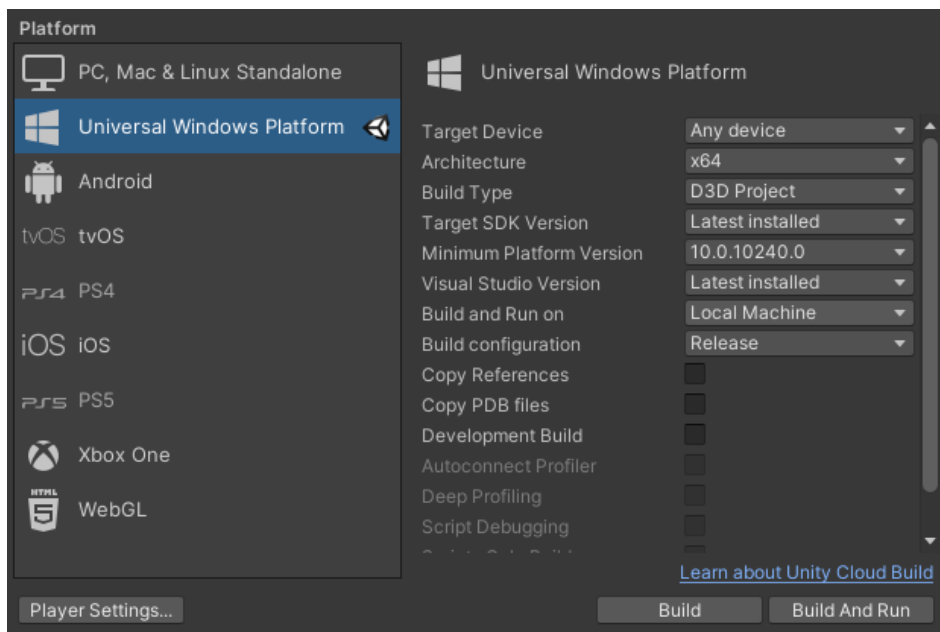 Platform
PC, Mac & Linux Standalone
Universal Windows Platform
Android
tvOS tvOS
PS4 PS4
iOS iOS
PS5 PS5
Xbox One
HTML 5 WebGL
Universal Windows Platform
Target Device Any device
Architecture x64
Build Type D3D Project
Target SDK Version Latest installed
Minimum Platform Version 10.0.10240.0
Visual Studio Version Latest installed
Build and Run on Local Machine
Build configuration Release
Copy References
Copy PDB files
Development Build
Autoconnect Profiler
Deep Profiling
Script Debugging
Learn about Unity Cloud Build
Player Settings... Build Build And Run